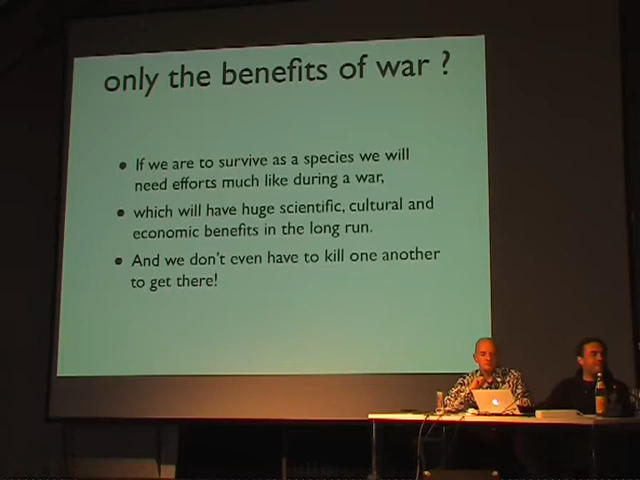 only the benefits of war ?
• If we are to survive as a species we will
need efforts much like during a war,
• which will have huge scientific, cultural and
economic benefits in the long run.
• And we don't even have to kill one another
to get there!